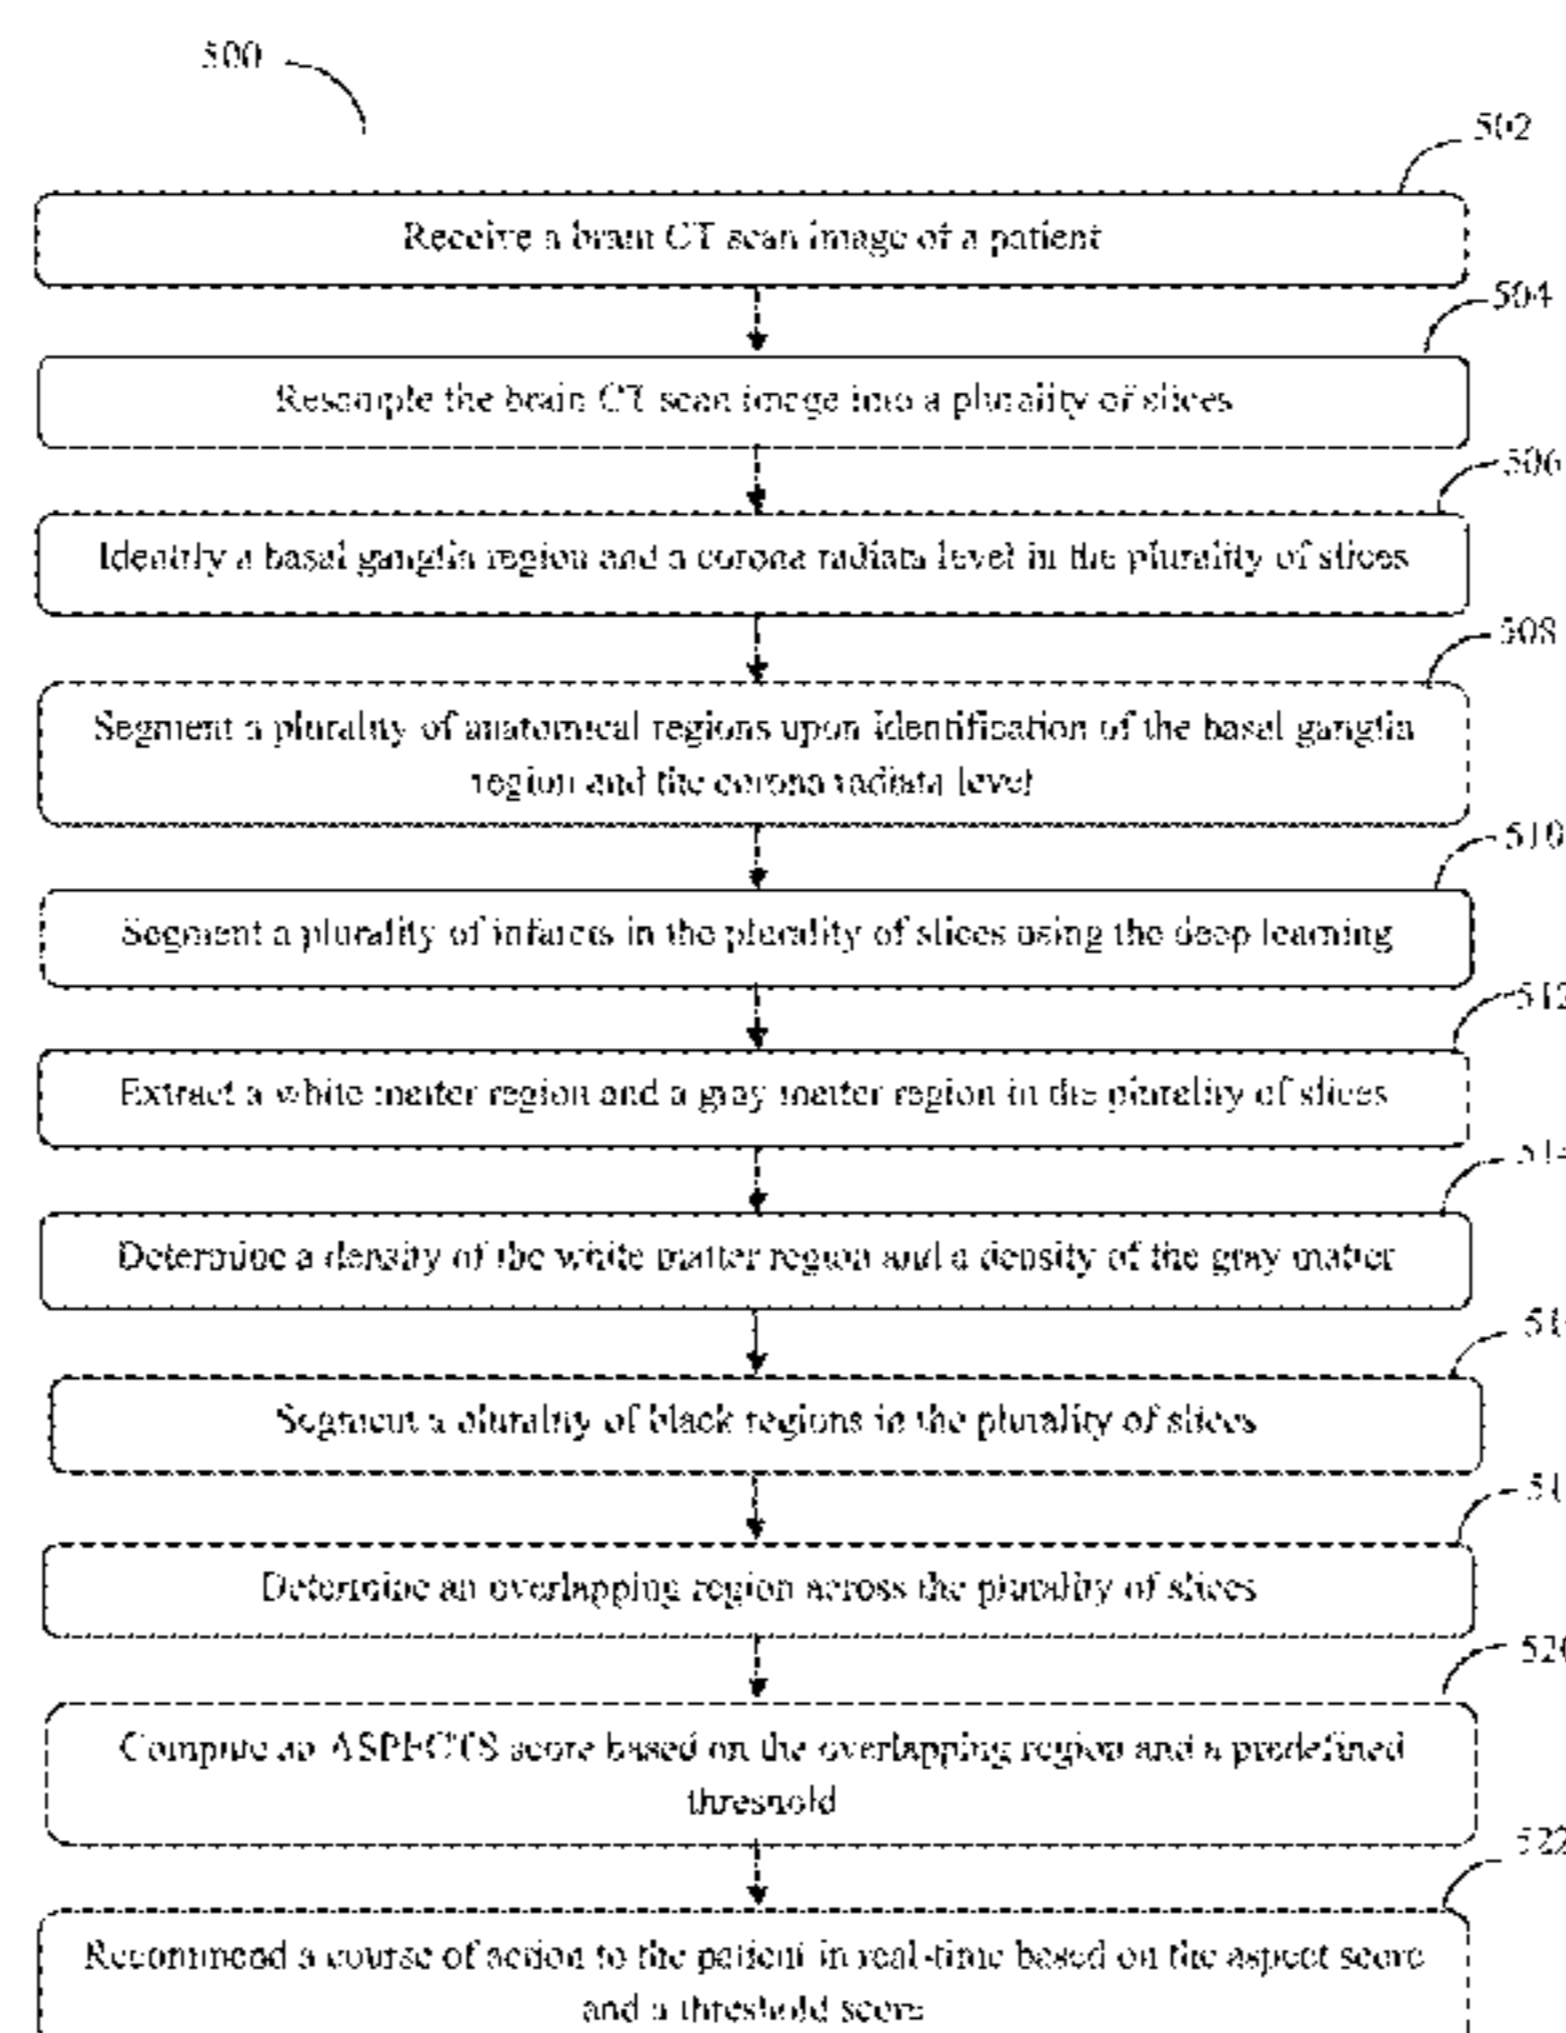 500
502
Receive a brain CT scan image of a patient
504
Resample the brain CT scan image into a plurality of slices
506
Identify a basal ganglia region and a corona radiata level in the plurality of slices
508
Segment a plurality of anatomical regions upon identification of the basal ganglia
region and the corona radiata level
510
Segment a plurality of infarcts in the plurality of slices using the deep learning
512
Extract a white matter region and a gray matter region in the plurality of slices
514
Determine a density of the white matter region and a density of the gray matter
51
Segment a plurality of black regions in the plurality of slices
51
Determine an overlapping region across the plurality of slices
520
Compute an ASPECTS score based on the overlapping region and a predefined
threshold
522
Recommend a course of action to the patient in real-time based on the aspect score
and a threshold score